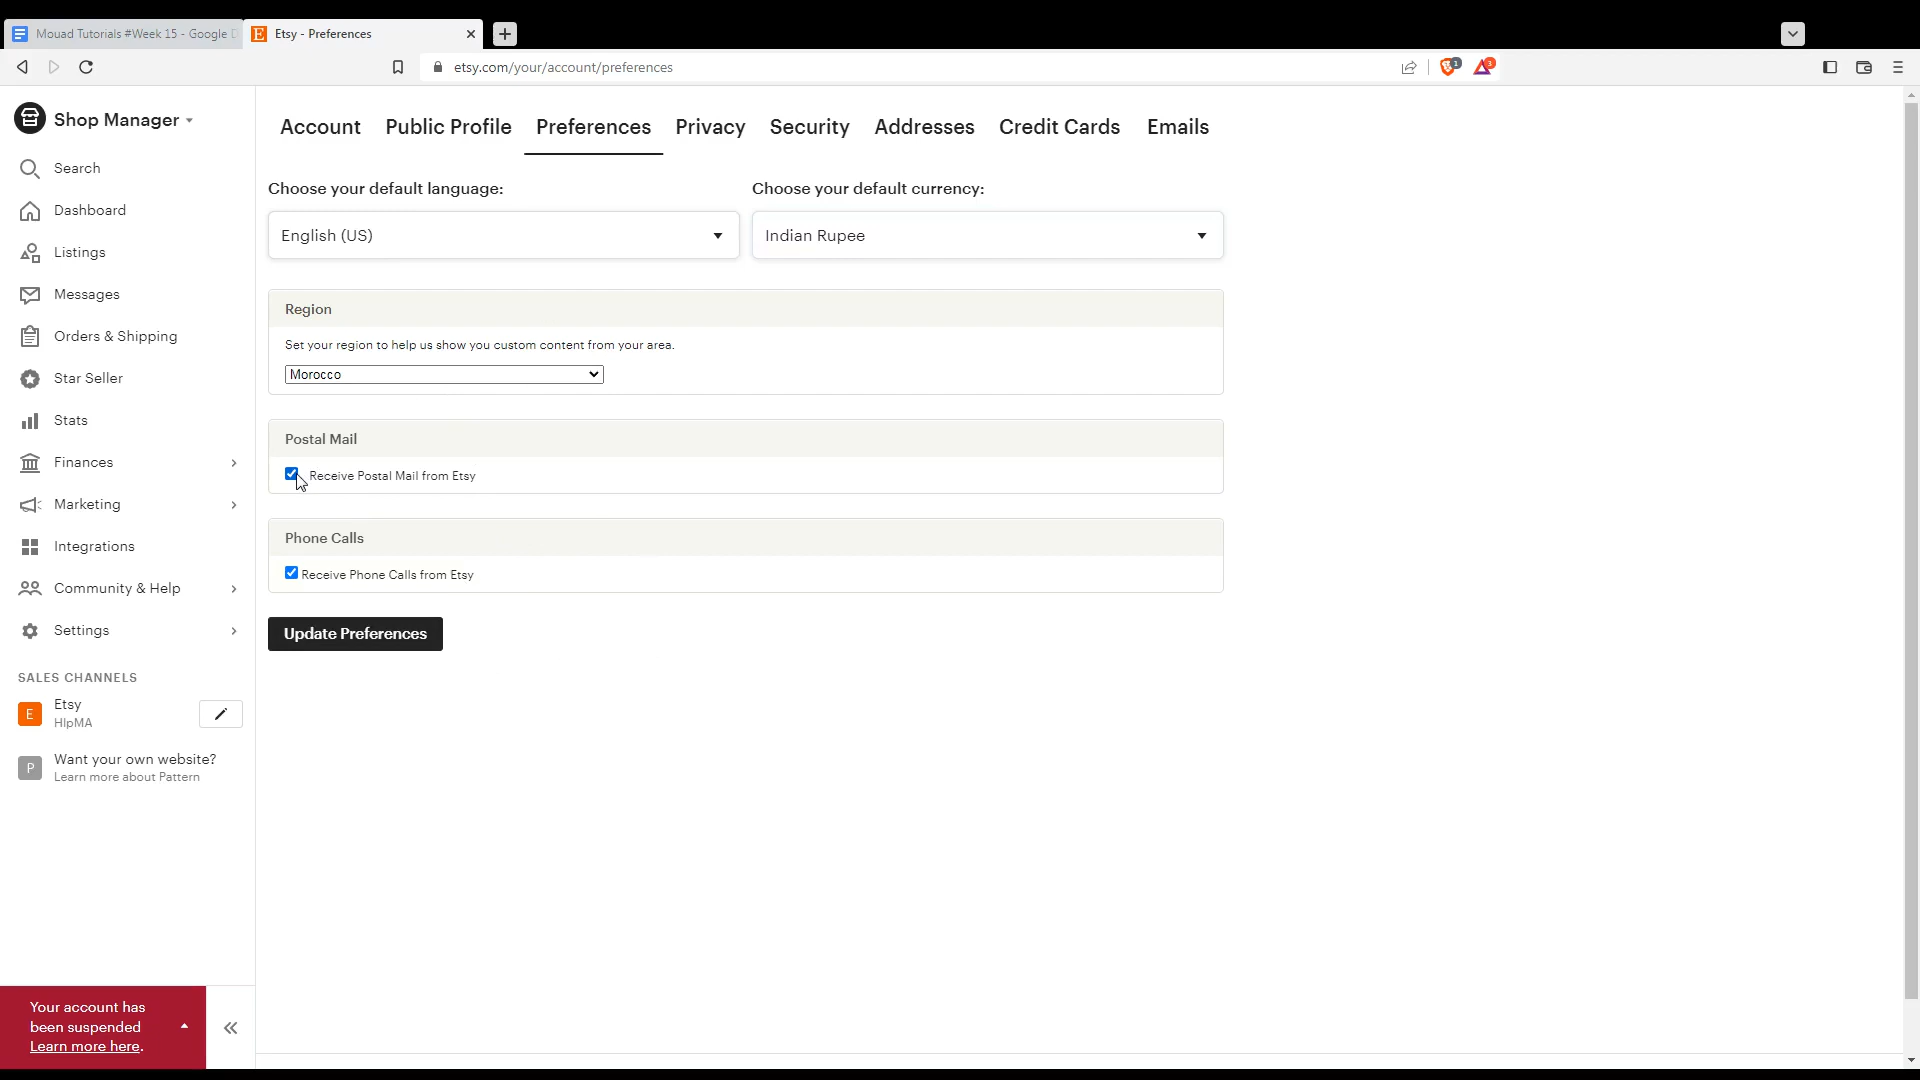 Mouad Tutorials #Week 15 - Google D
Etsy - Preferences
etsy.com/your/account/preferences
1
3
Shop Manager
Search
Dashboard
Listings
Messages
Orders & Shipping
Star Seller
Stats
Finances
Marketing
Integrations
Community & Help
Settings
SALES CHANNELS
E
Etsy
HlpMA
P
Want your own website?
Learn more about Pattern
Your account has
been suspended
Learn more here.
Account Public Profile Preferences Privacy Security Addresses Credit Cards Emails
Choose your default language: Choose your default currency:
English (US) Indian Rupee
Region
Set your region to help us show you custom content from your area.
Morocco
Postal Mail
Receive Postal Mail from Etsy
Phone Calls
Receive Phone Calls from Etsy
Update Preferences